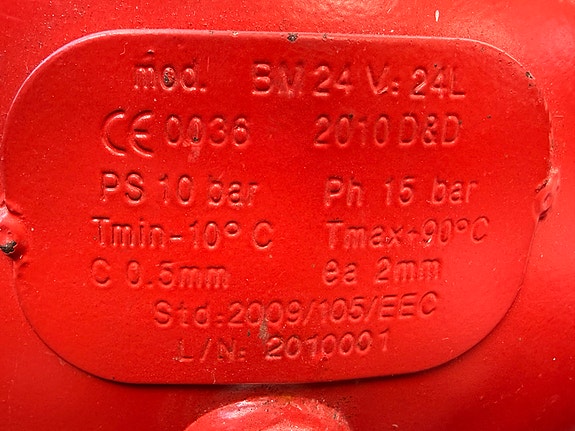 mod. BM 24 V: 24L
CE 0036 2010 D&D
PS 10 bar Ph 15 bar
Tmin-10° C Tmax+90°C
C 0.5mm ea 2mm
Std:2009/105/EEC
L/N: 2010001